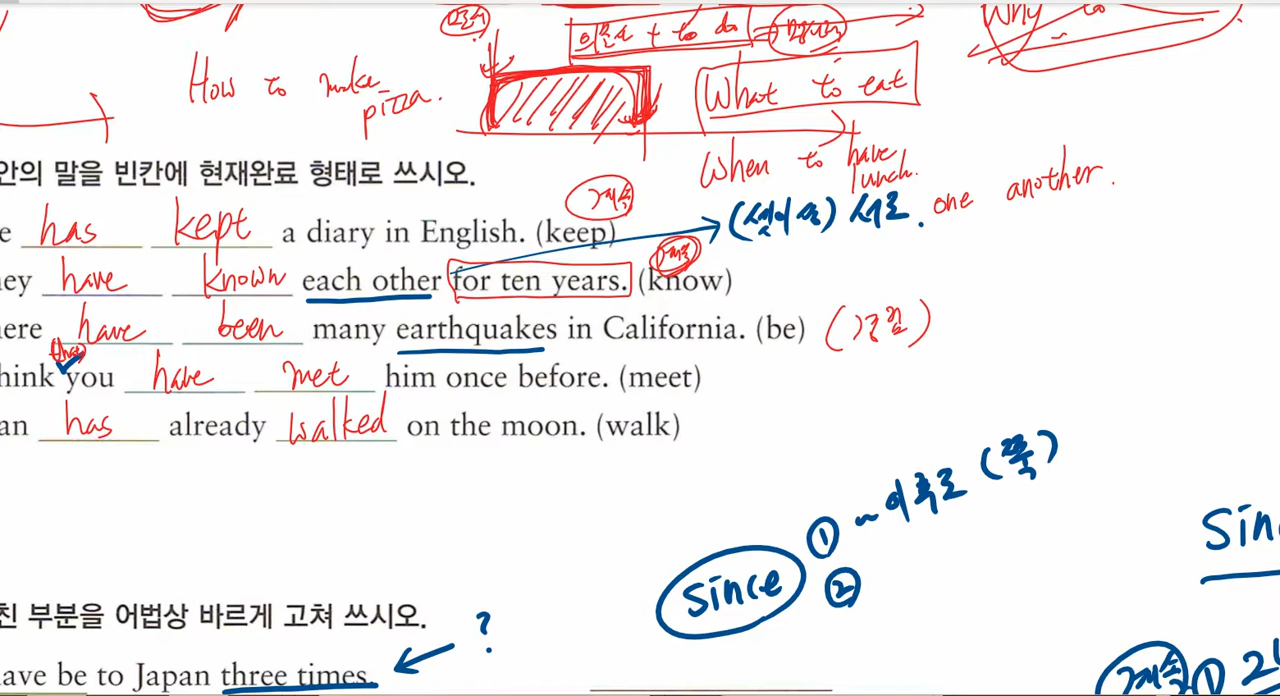 의문사 + to do
Why to
How to make pizza.
What to eat
When to have lunch.
안의 말을 빈칸에 현재완료 형태로 쓰시오.
계속
e has kept a diary in English. (keep)
(셋이상) 서로. one another.
ey have known each other for ten years. (know)
ere have been many earthquakes in California. (be)
(that)
hink you have met him once before. (meet)
an has already walked on the moon. (walk)
since ① ~이후로 (쭉)
②
Sin
친 부분을 어법상 바르게 고쳐 쓰시오.
?
ave be to Japan three times.
계속 ①